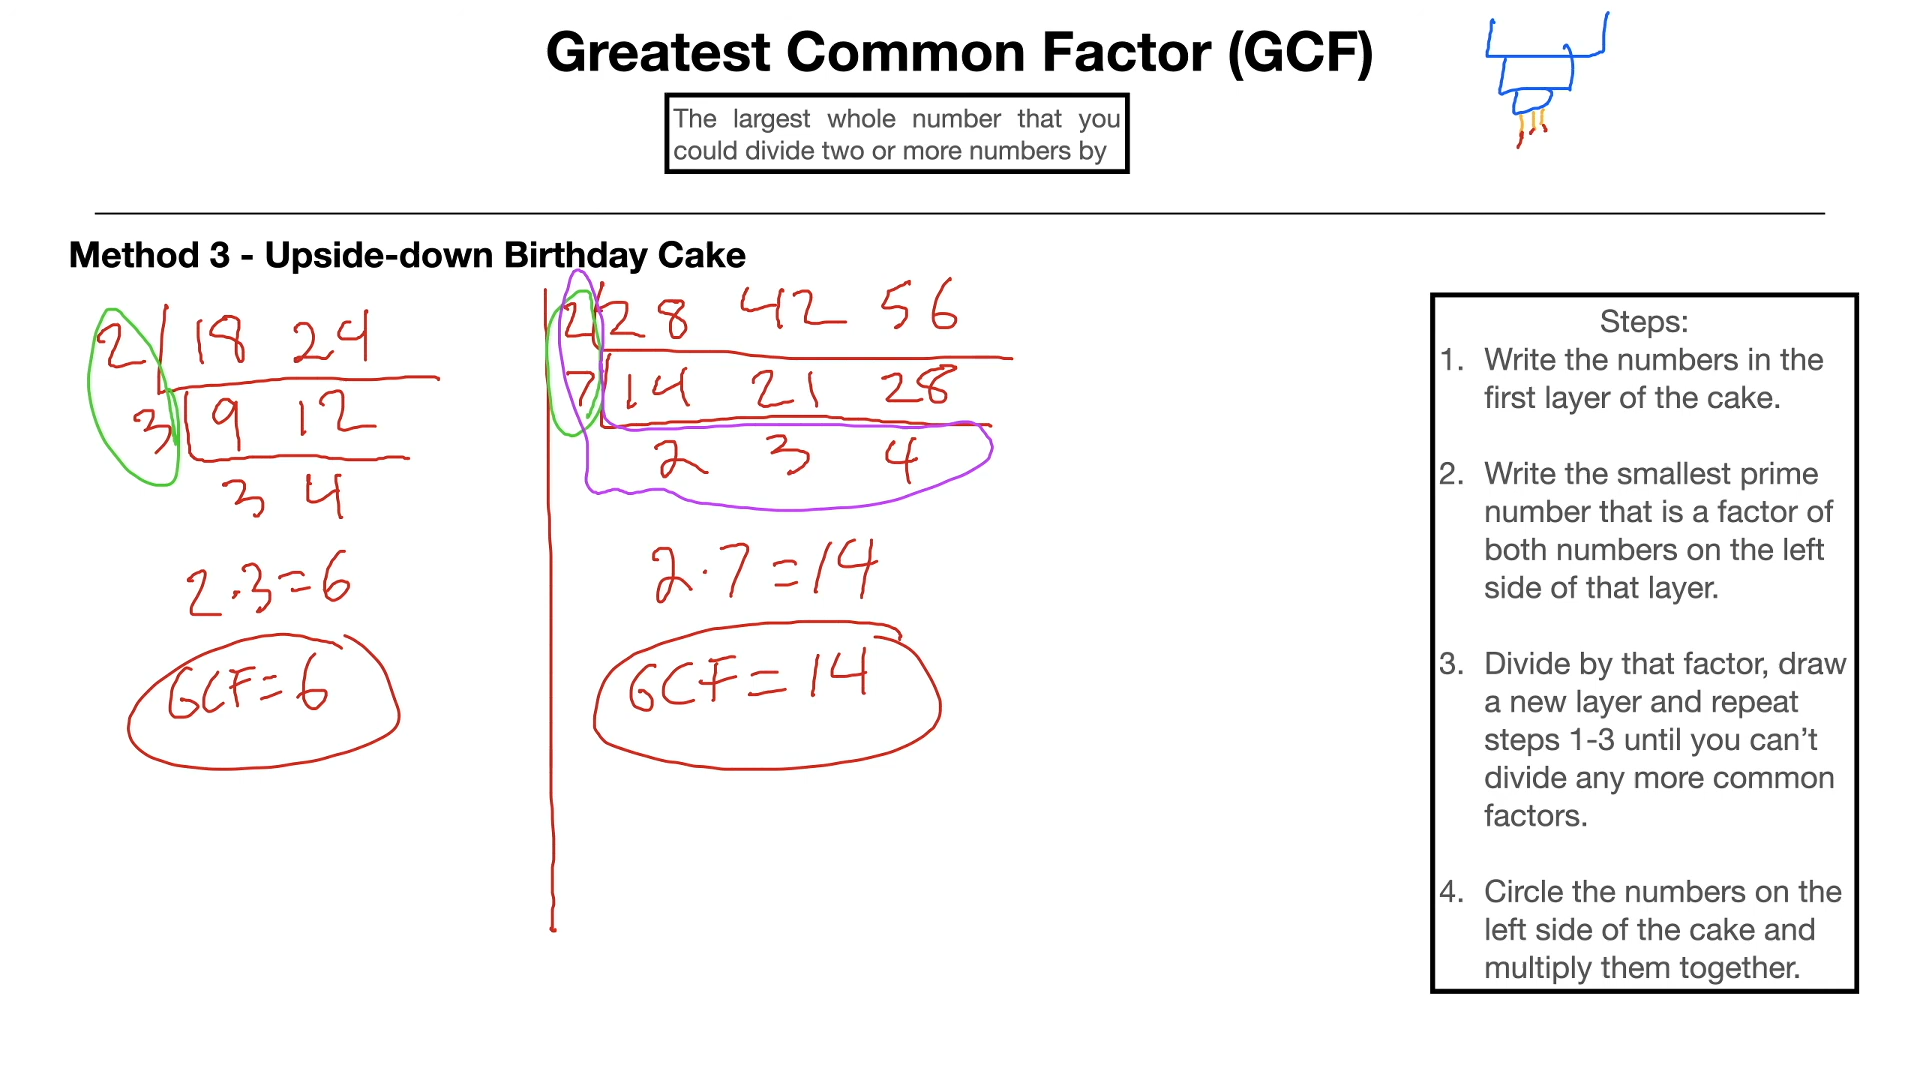 Greatest Common Factor (GCF)
The largest whole number that you
could divide two or more numbers by
Method 3 - Upside-down Birthday Cake
2 18 24
3 9 12
3 4
2·3=6
GCF=6
2 28 42 56
7 14 21 28
2 3 4
2·7=14
GCF=14
Steps:
1. Write the numbers in the
first layer of the cake.
2. Write the smallest prime
number that is a factor of
both numbers on the left
side of that layer.
3. Divide by that factor, draw
a new layer and repeat
steps 1-3 until you can’t
divide any more common
factors.
4. Circle the numbers on the
left side of the cake and
multiply them together.